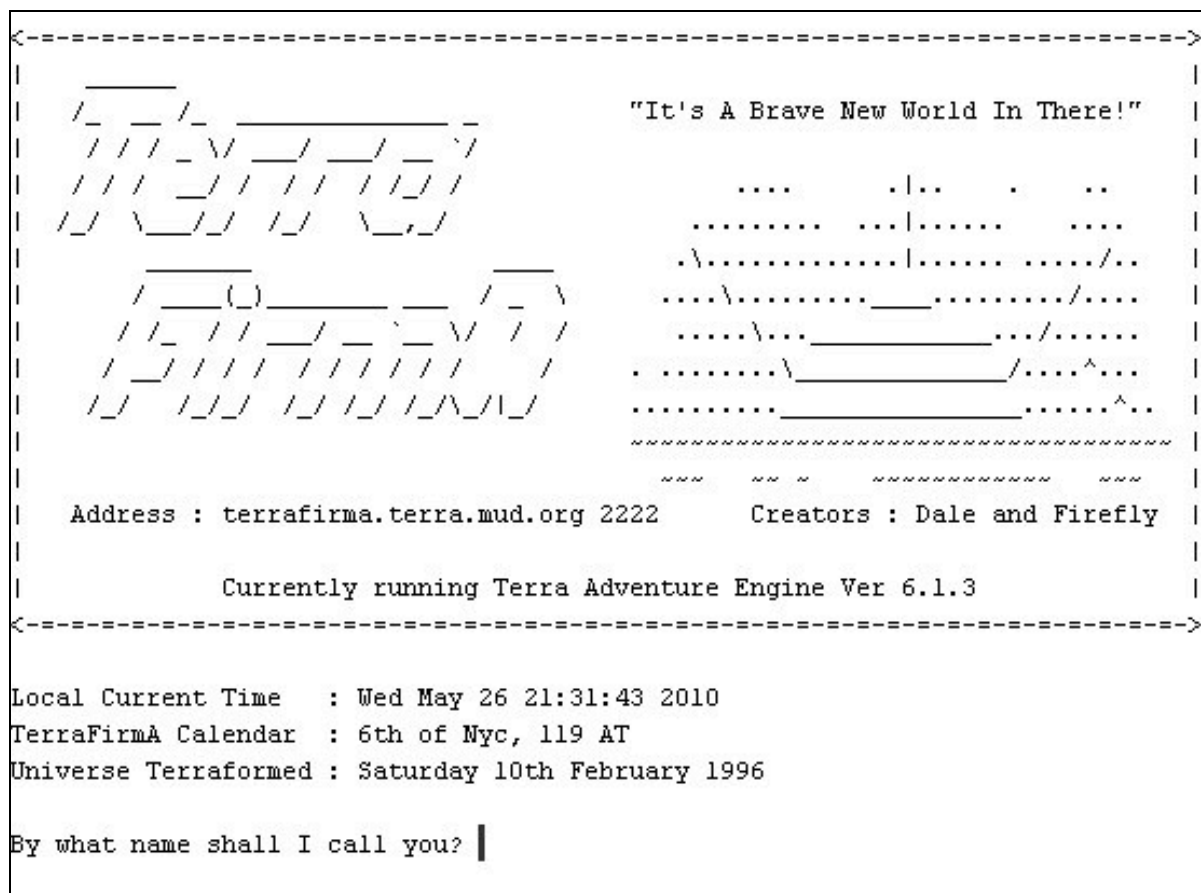 Terra
FirmA
"It's A Brave New World In There!"
Address : terrafirma.terra.mud.org 2222 Creators : Dale and Firefly
Currently running Terra Adventure Engine Ver 6.1.3
Local Current Time : Wed May 26 21:31:43 2010
TerraFirmA Calendar : 6th of Nyc, 119 AT
Universe Terraformed : Saturday 10th February 1996
By what name shall I call you?